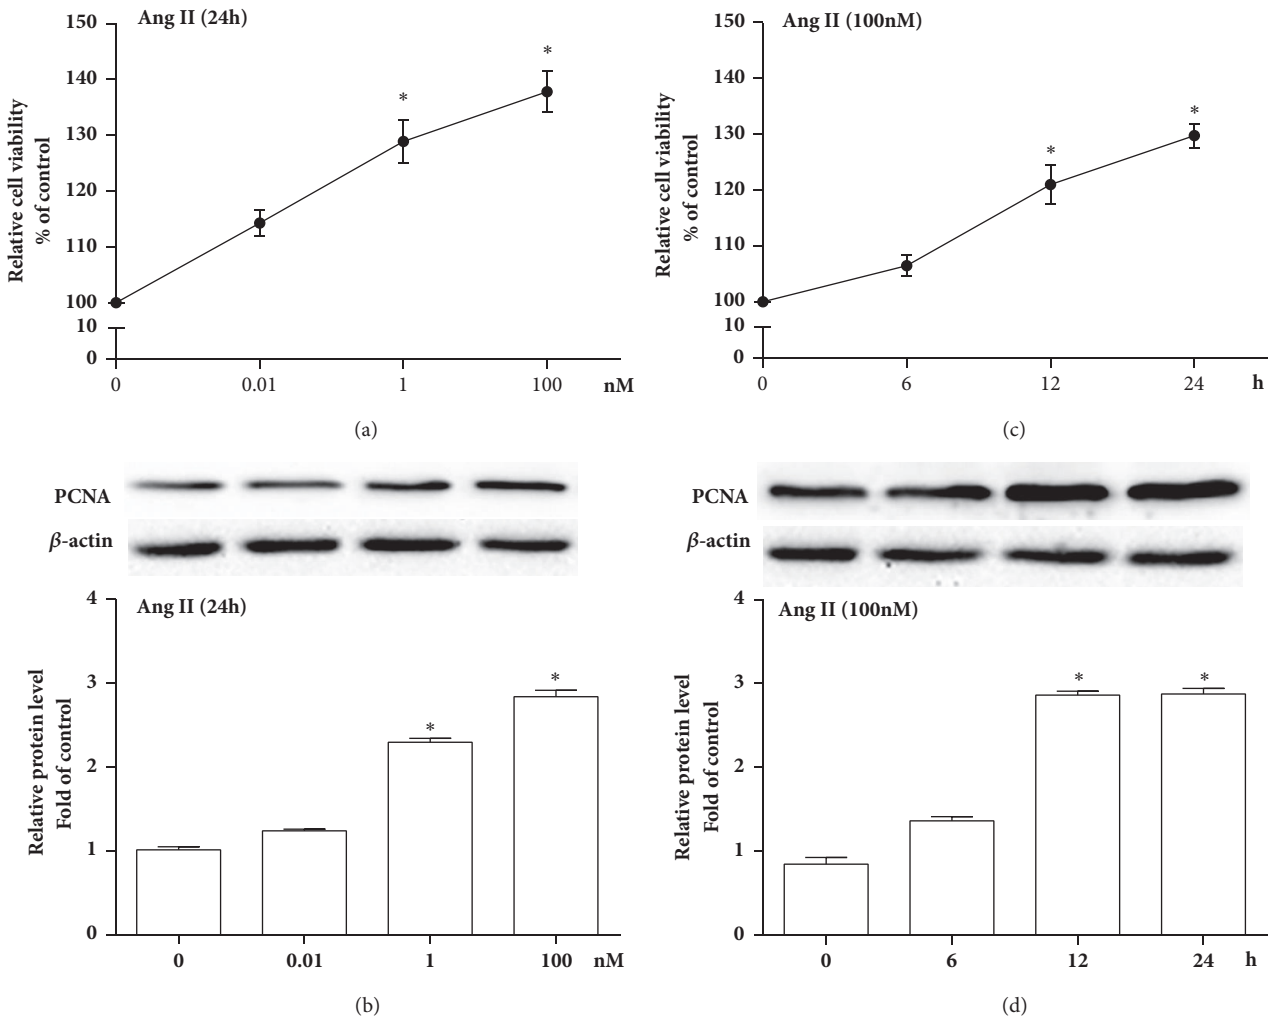 Ang II (24h)
150
140
130
120
110
100
10
0
Relative cell viability
% of control
*
*
0 0.01 1 100 nM
(a)
Ang II (100nM)
150
140
130
120
110
100
10
0
Relative cell viability
% of control
*
*
0 6 12 24 h
(c)
PCNA
β-actin
Ang II (24h)
4
3
2
1
0
Relative protein level
Fold of control
*
*
0 0.01 1 100 nM
(b)
PCNA
β-actin
Ang II (100nM)
4
3
2
1
0
Relative protein level
Fold of control
*
*
0 6 12 24 h
(d)